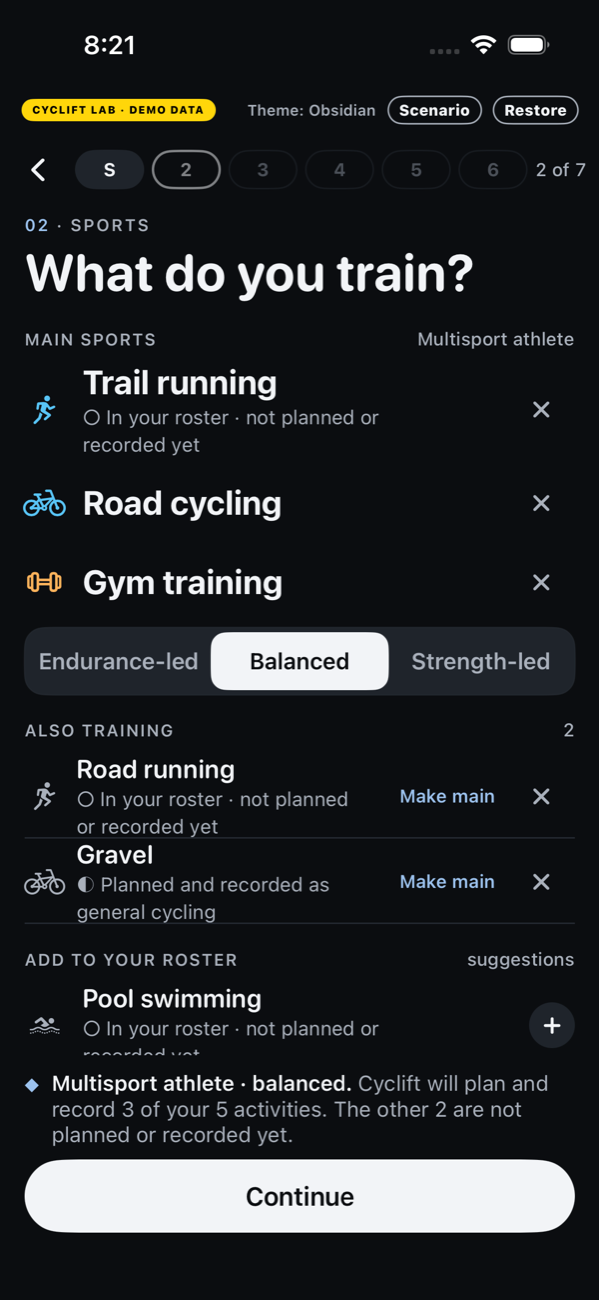 8:21
CYCLIFT LAB · DEMO DATA Theme: Obsidian Scenario Restore
S 2 3 4 5 6 2 of 7
02 · SPORTS
What do you train?
MAIN SPORTS Multisport athlete
Trail running
In your roster · not planned or
recorded yet
Road cycling
Gym training
Endurance-led Balanced Strength-led
ALSO TRAINING 2
Road running
In your roster · not planned
or recorded yet
Make main
Gravel
Planned and recorded as
general cycling
Make main
ADD TO YOUR ROSTER suggestions
Pool swimming
In your roster · not planned or
recorded yet
Multisport athlete · balanced. Cyclift will plan and
record 3 of your 5 activities. The other 2 are not
planned or recorded yet.
Continue